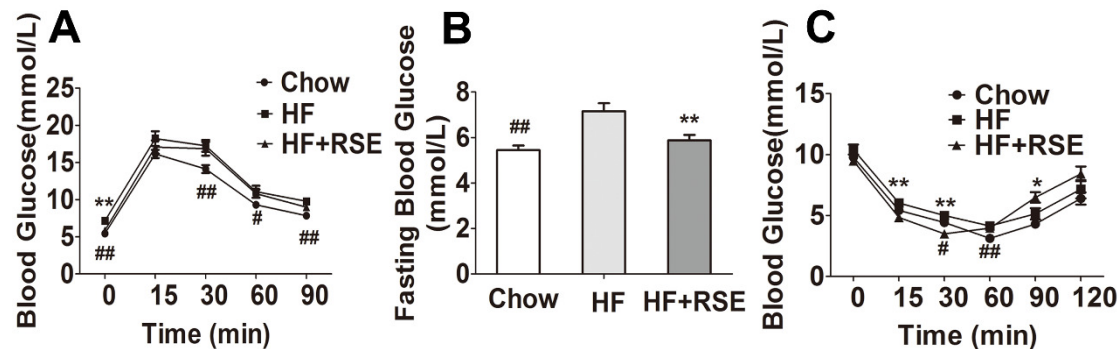 A
Blood Glucose(mmol/L)
25
20
15
10
5
0
Chow
HF
HF+RSE
**
##
##
#
##
0 15 30 60 90
Time (min)
B
Fasting Blood Glucose
(mmol/L)
8
6
4
2
0
##
**
Chow HF HF+RSE
C
Blood Glucose(mmol/L)
15
10
5
0
Chow
HF
HF+RSE
**
**
*
#
##
0 15 30 60 90 120
Time (min)